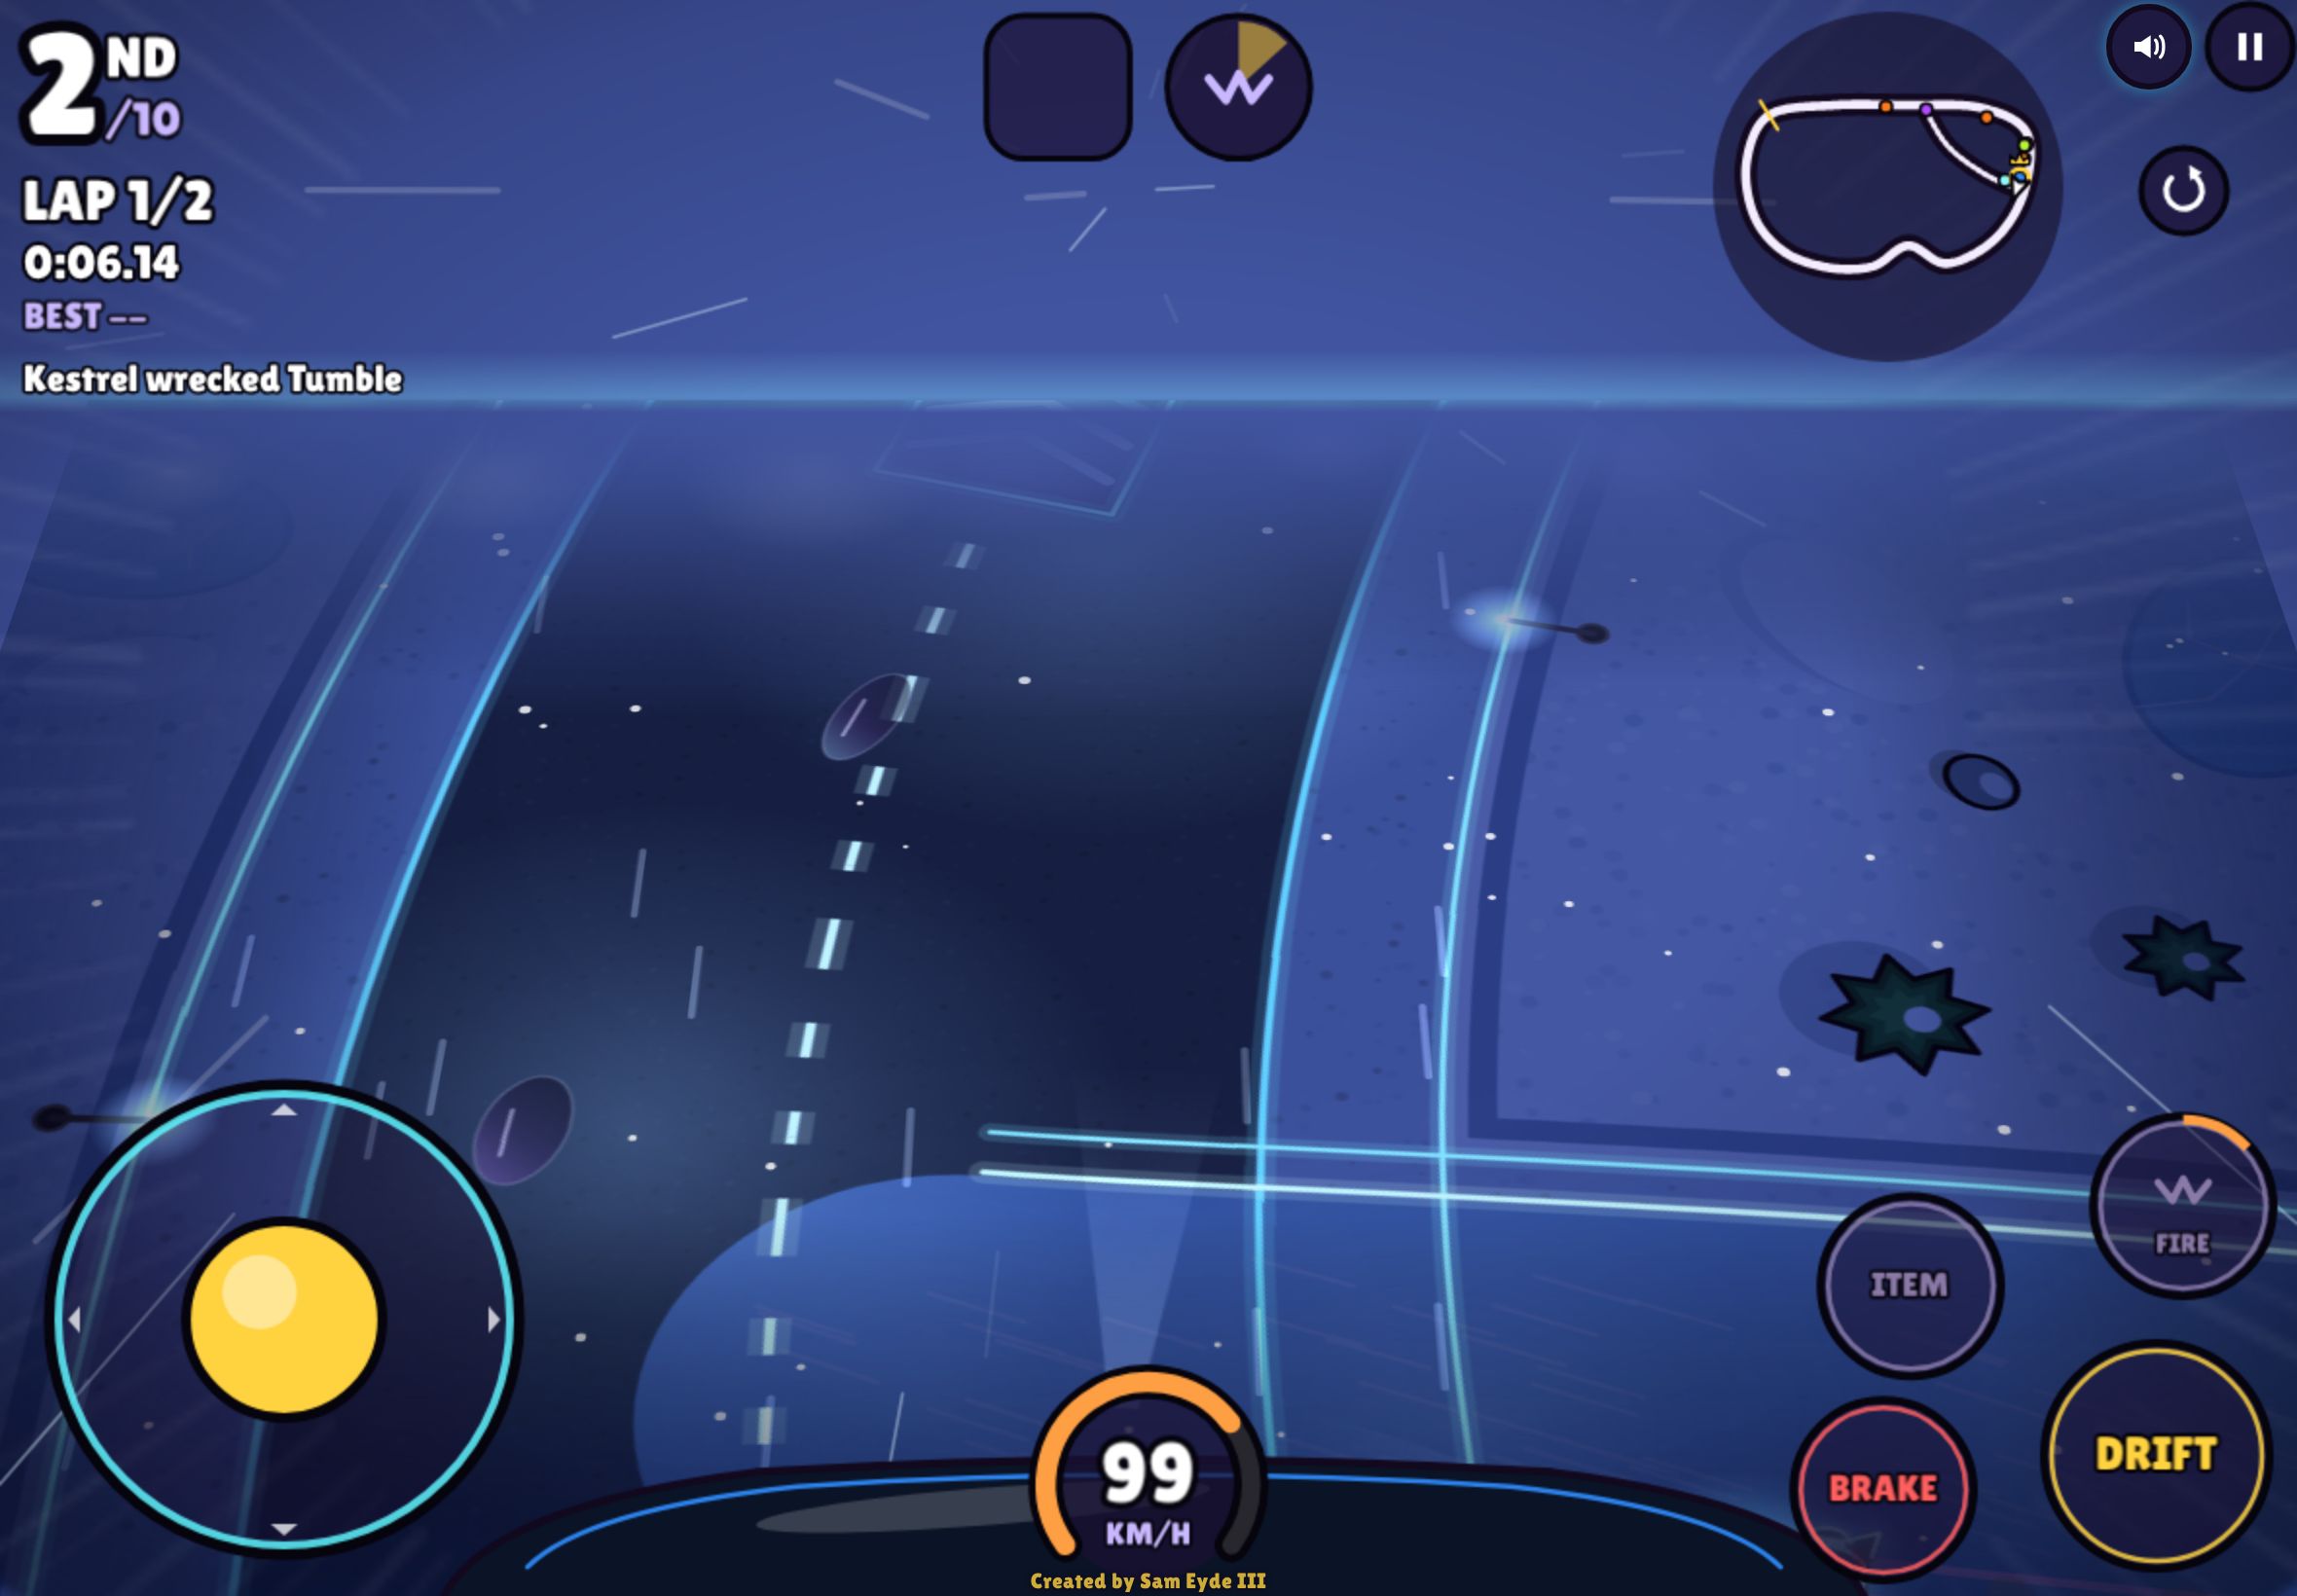 2ND
/10
LAP 1/2
0:06.14
BEST --
Kestrel wrecked Tumble
FIRE
ITEM
DRIFT
BRAKE
99
KM/H
Created by Sam Eyde III